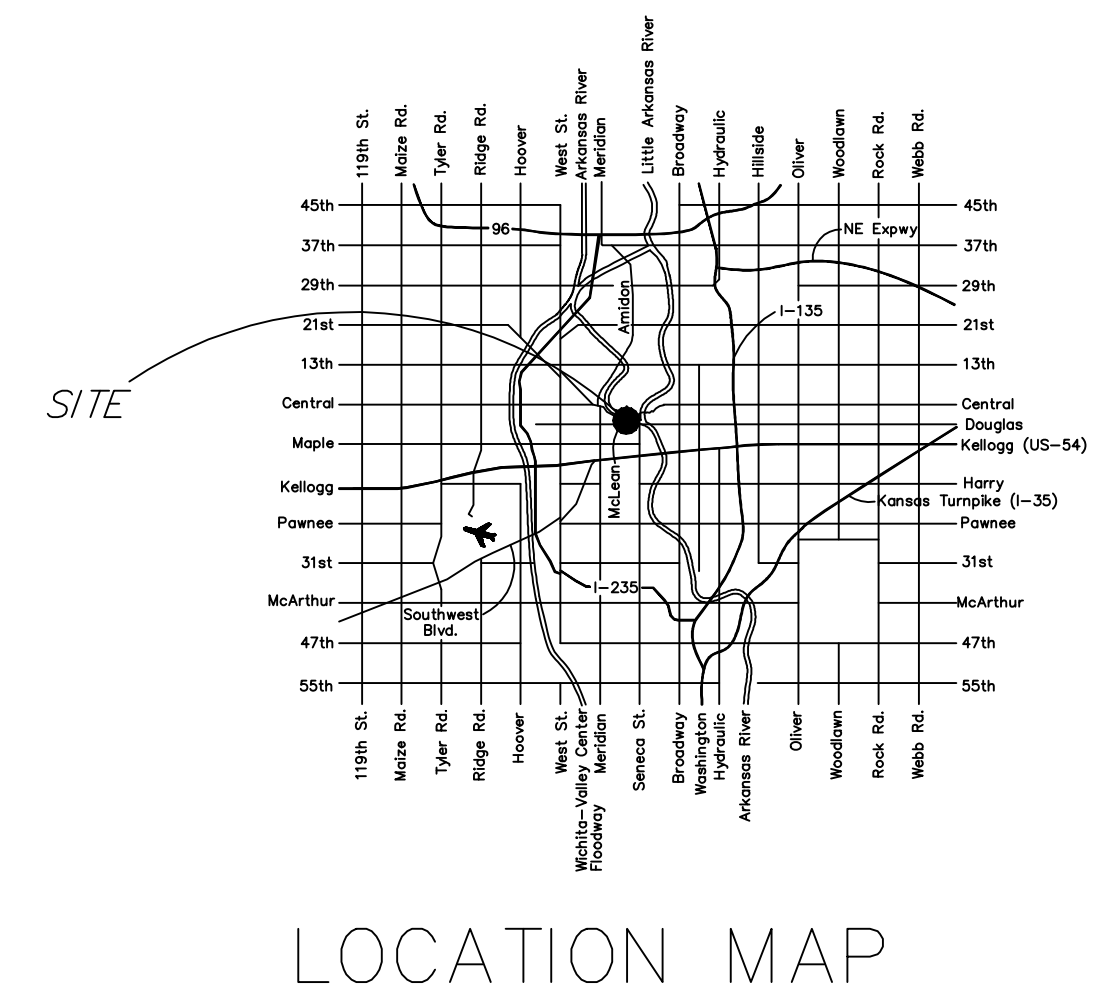 119th St.
Maize Rd.
Tyler Rd.
Ridge Rd.
Hoover
West St.
Arkansas River
Meridian
Little Arkansas River
Broadway
Hydraulic
Hillside
Oliver
Woodlawn
Rock Rd.
Webb Rd.
45th
45th
96
NE Expwy
37th
37th
29th
29th
Amidon
I-135
21st
21st
13th
13th
SITE
Central
Central
Douglas
Maple
Kellogg (US-54)
Kellogg
McLean
Harry
Kansas Turnpike (I-35)
Pawnee
Pawnee
31st
31st
I-235
McArthur
McArthur
Southwest
Blvd.
47th
47th
55th
55th
119th St.
Maize Rd.
Tyler Rd.
Ridge Rd.
Hoover
West St.
Wichita-Valley Center
Floodway
Meridian
Seneca St.
Broadway
Washington
Hydraulic
Arkansas River
Oliver
Woodlawn
Rock Rd.
Webb Rd.
LOCATION MAP